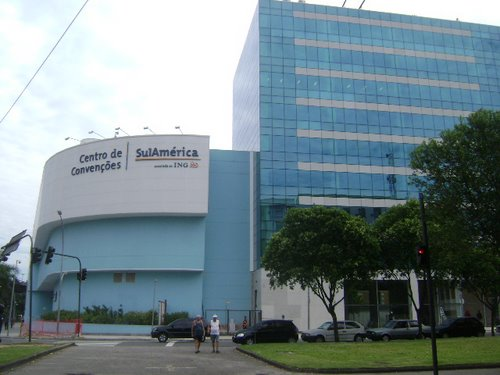 Centro de
Convenções
SulAmérica
associada ao ING